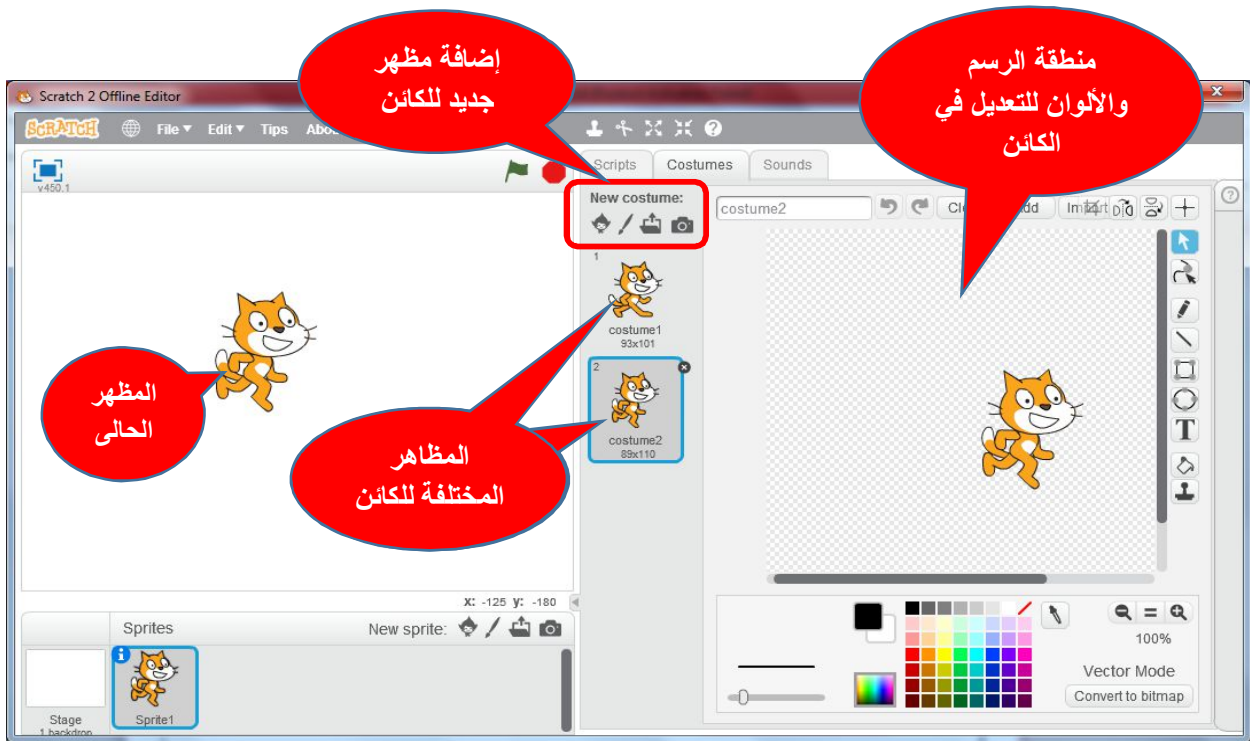 إضافة مظهر
جديد للكائن
منطقة الرسم
والألوان للتعديل في
الكائن
Scratch 2 Offline Editor
SCRATCH File Edit Tips
v450.1
Scripts Costumes Sounds
New costume:
costume2
1
costume1
93x101
2
costume2
89x110
المظهر
الحالى
المظاهر
المختلفة للكائن
X: -125 y: -180
Sprites
New sprite:
Stage
1 backdrop
Sprite1
T
100%
Vector Mode
Convert to bitmap